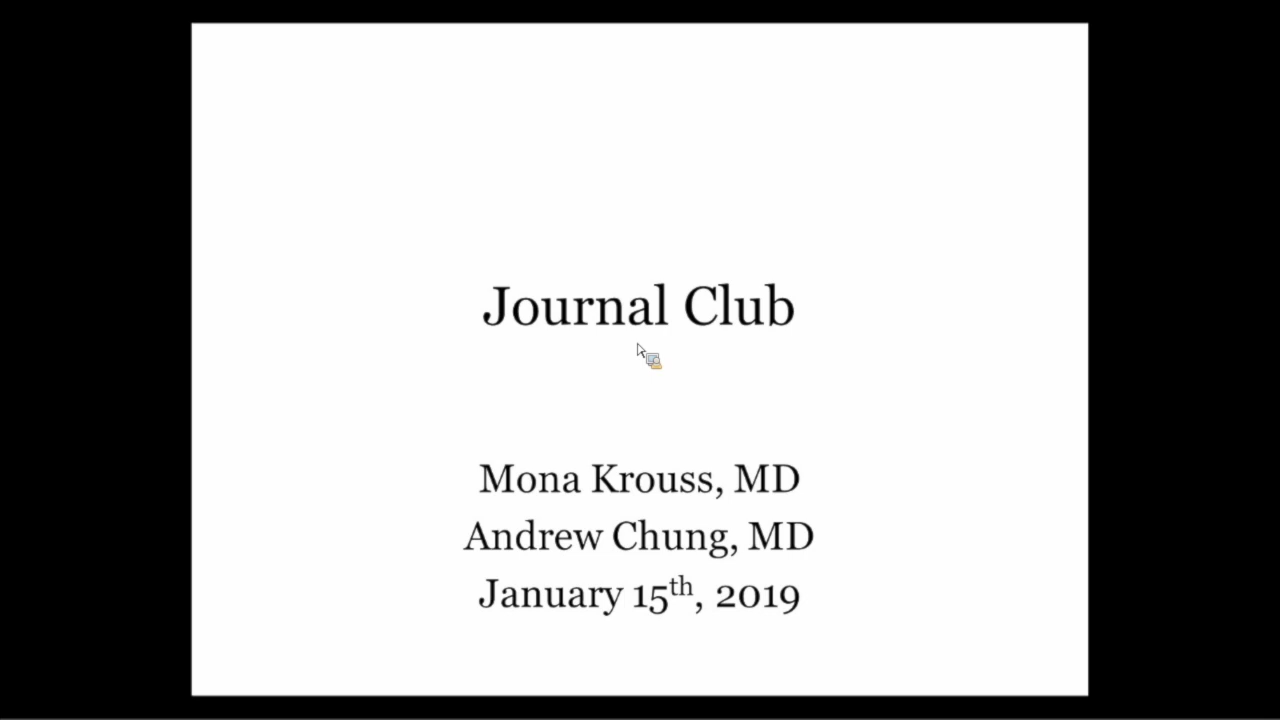 Journal Club
Mona Krouss, MD
Andrew Chung, MD
January 15th, 2019